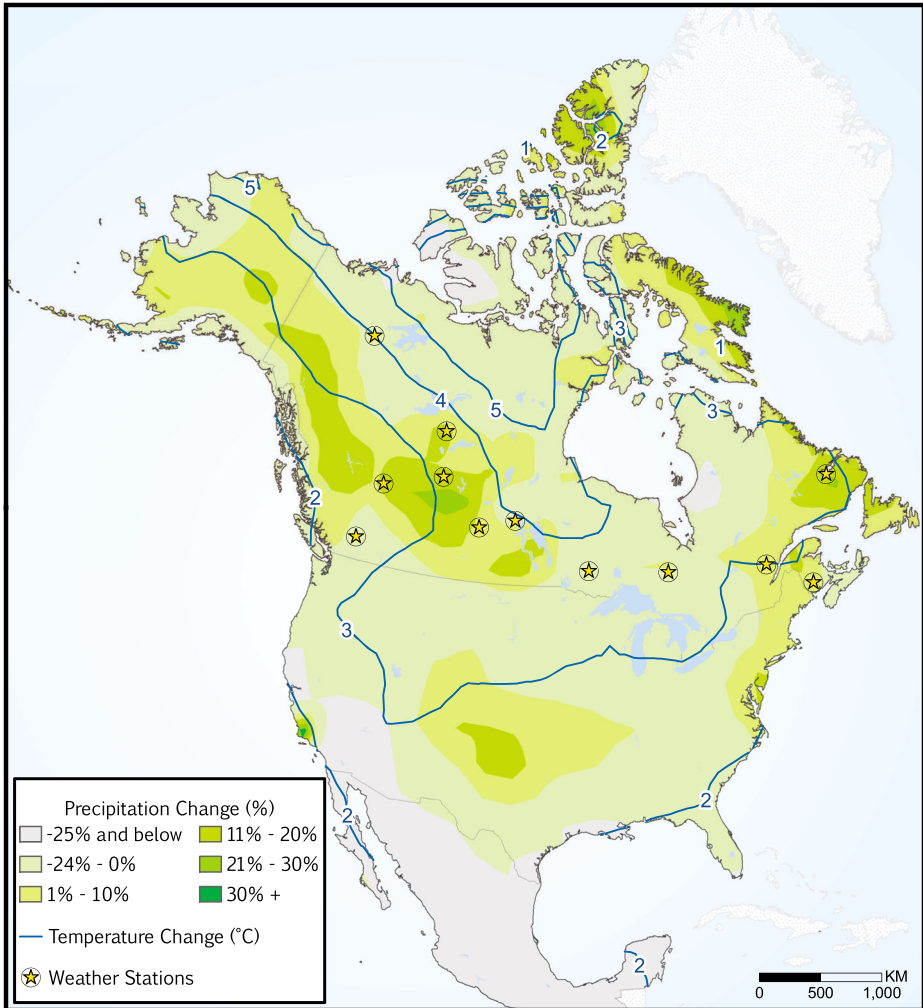 1
2
5
3
1
4
5
3
2
3
2
2
2
Precipitation Change (%)
-25% and below
11% - 20%
-24% - 0%
21% - 30%
1% - 10%
30% +
Temperature Change (˚C)
Weather Stations
KM
0 500 1,000